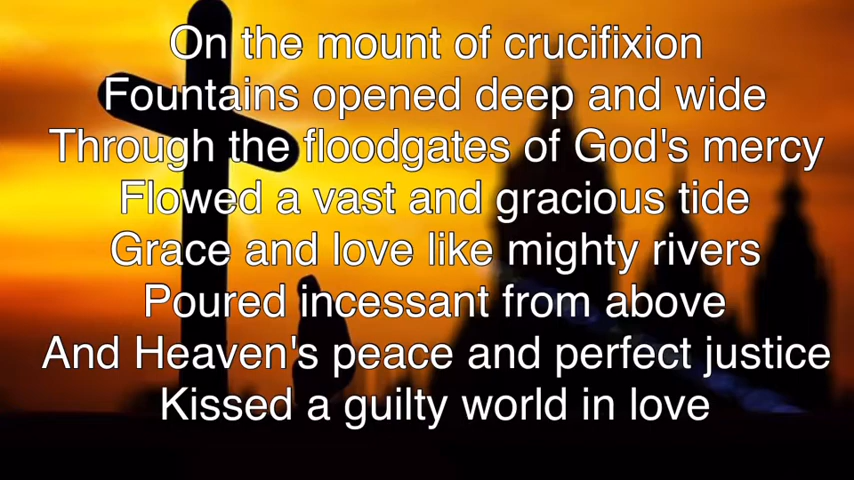 On the mount of crucifixion
Fountains opened deep and wide
Through the floodgates of God's mercy
Flowed a vast and gracious tide
Grace and love like mighty rivers
Poured incessant from above
And Heaven's peace and perfect justice
Kissed a guilty world in love